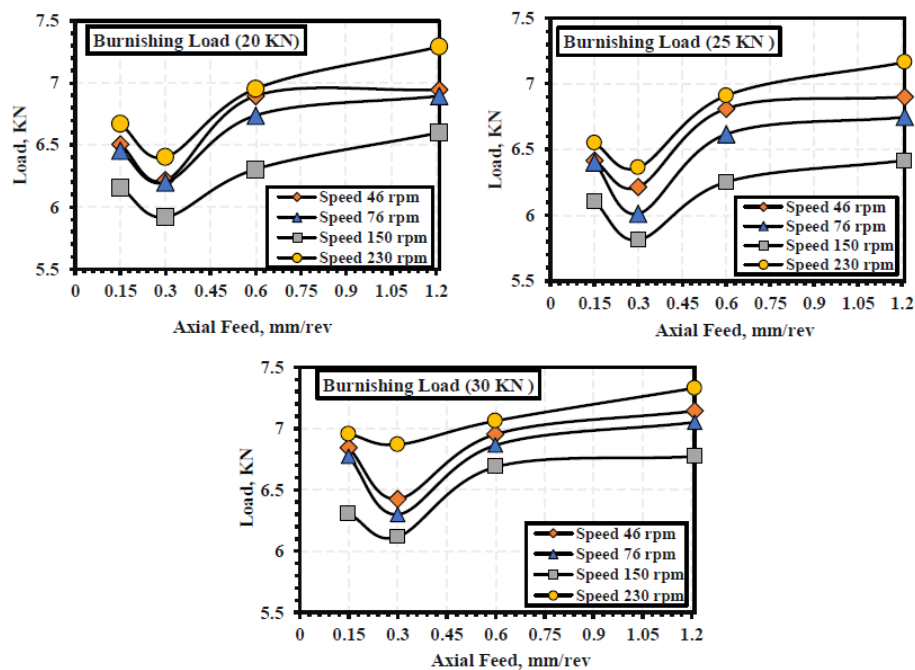 Burnishing Load (20 KN)
Load, KN
7.5
7
6.5
6
5.5
0 0.15 0.3 0.45 0.6 0.75 0.9 1.05 1.2
Axial Feed, mm/rev
Speed 46 rpm
Speed 76 rpm
Speed 150 rpm
Speed 230 rpm
Burnishing Load (25 KN )
Load, KN
7.5
7
6.5
6
5.5
0 0.15 0.3 0.45 0.6 0.75 0.9 1.05 1.2
Axial Feed, mm/rev
Speed 46 rpm
Speed 76 rpm
Speed 150 rpm
Speed 230 rpm
Burnishing Load (30 KN )
Load, KN
7.5
7
6.5
6
5.5
0 0.15 0.3 0.45 0.6 0.75 0.9 1.05 1.2
Axial Feed, mm/rev
Speed 46 rpm
Speed 76 rpm
Speed 150 rpm
Speed 230 rpm